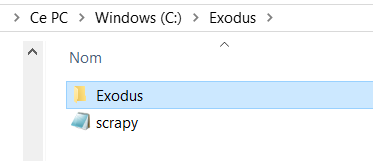 Ce PC > Windows (C:) > Exodus >
Nom
Exodus
scrapy